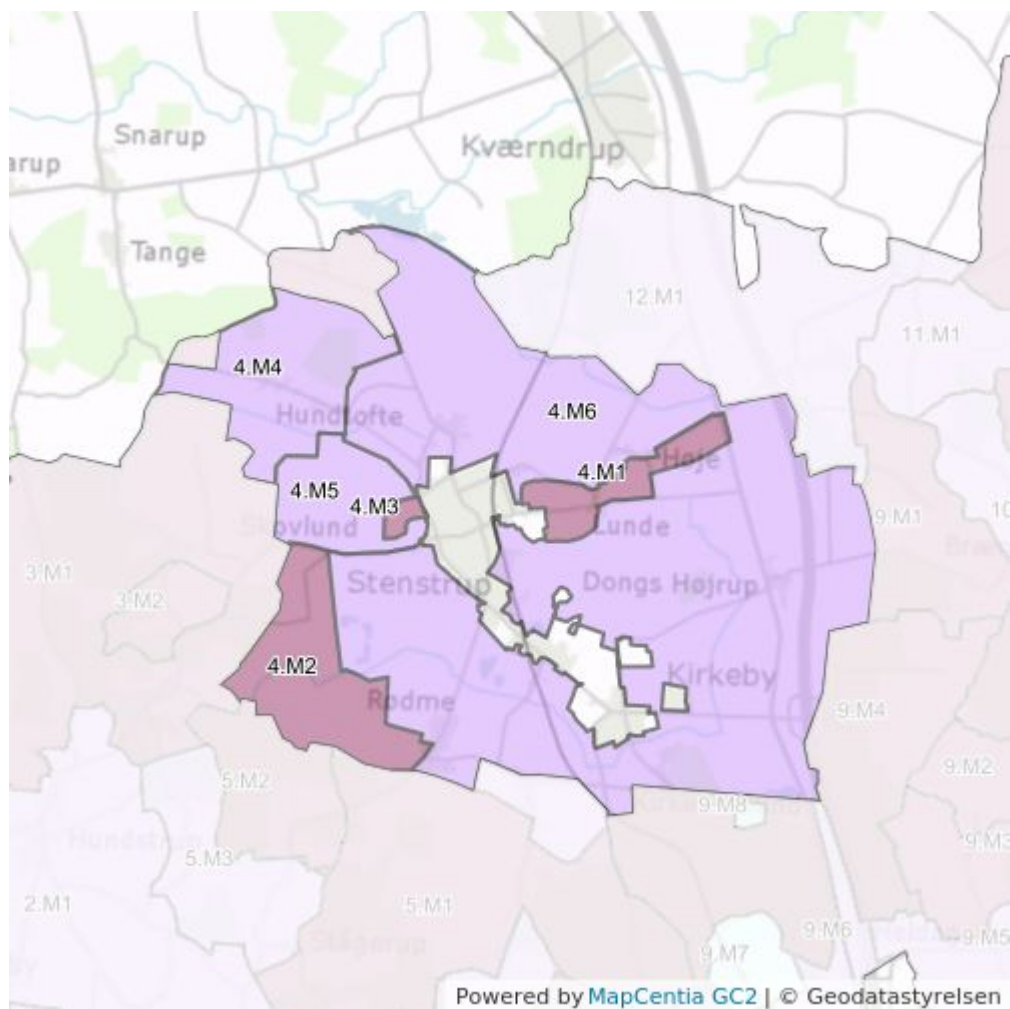 Snarup
Kværndrup
arup
Tange
12.M1
11.M1
4.M4
Hundtofte
4.M6
4.M1
Høje
4.M5
4.M3
Skovlund
Lunde
9.M1
10
3.M1
Stenstrup
Dongs Højrup
3.M2
4.M2
Kirkeby
Rødme
9.M4
5.M2
9.M2
9.M8
Hundstrup
5.M3
9.M3
2.M1
5.M1
9.M6
9.M5
9.M7
Powered by MapCentia GC2 | © Geodatastyrelsen